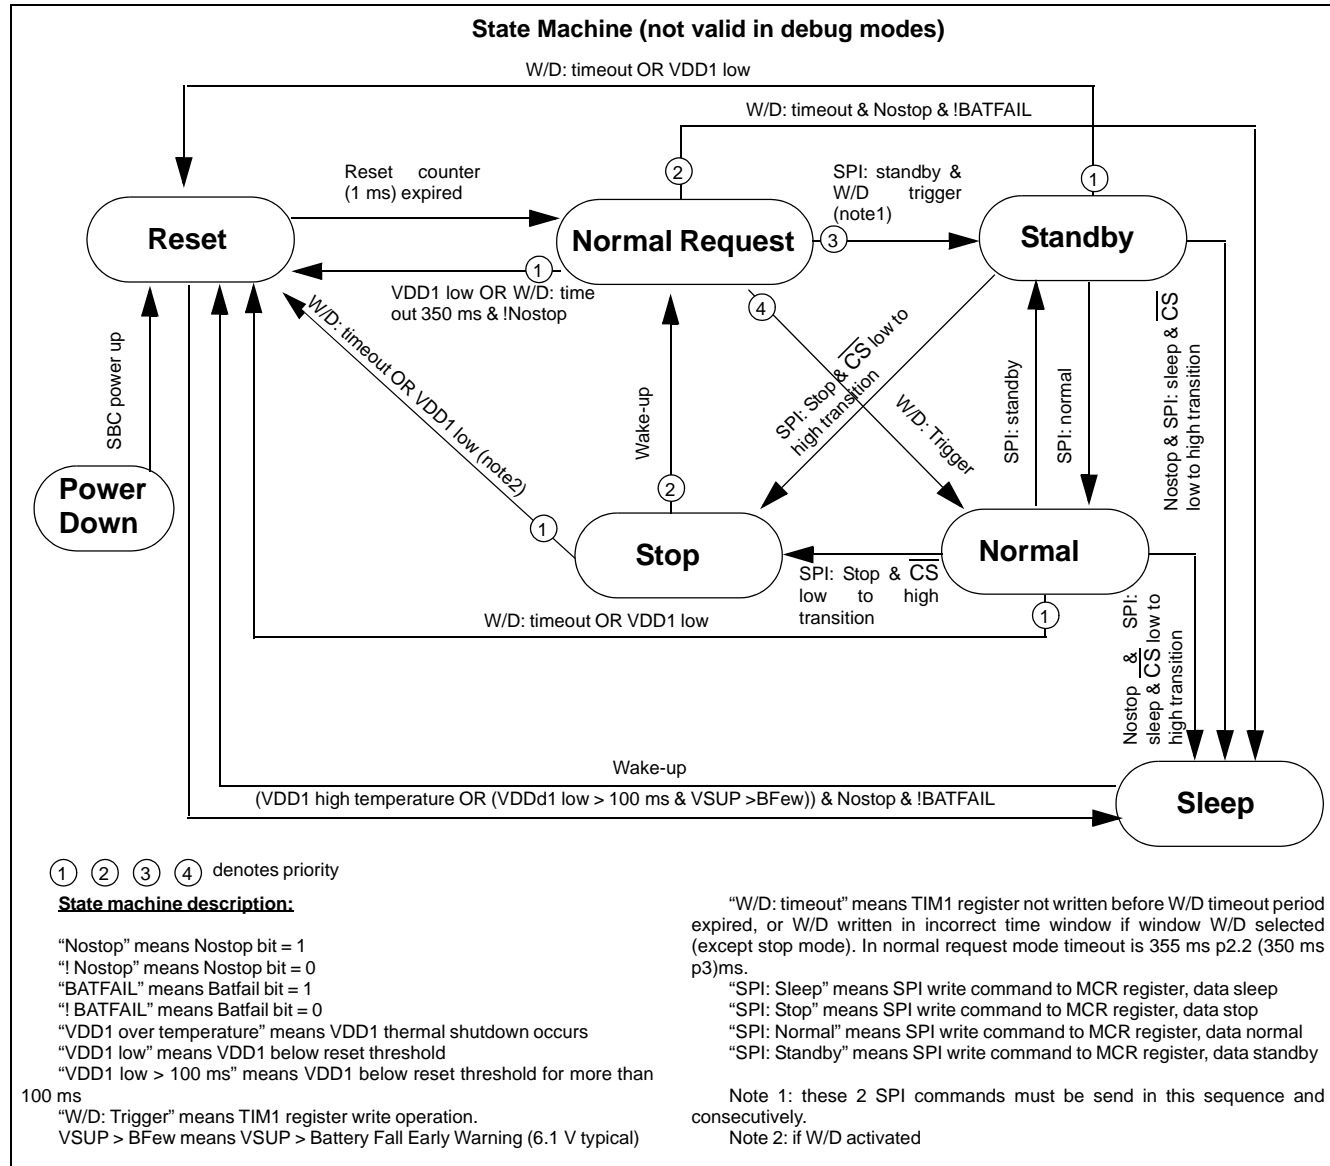 State Machine (not valid in debug modes)
W/D: timeout OR VDD1 low
W/D: timeout & Nostop & !BATFAIL
Reset counter
(1 ms) expired
2
SPI: standby &
W/D trigger
(note1)
1
Reset
Normal Request
3
Standby
1
VDD1 low OR W/D: time
out 350 ms & !Nostop
4
W/D: timeout OR VDD1 low (note2)
SPI: Stop & CS low to
high transition
W/D: Trigger
SPI: standby
SPI: normal
Nostop & SPI: sleep & CS
low to high transition
SBC power up
Wake-up
Power
Down
2
1
Stop
Normal
SPI: Stop & CS
low to high
transition
1
W/D: timeout OR VDD1 low
Nostop & SPI:
sleep & CS low to
high transition
Wake-up
(VDD1 high temperature OR (VDDd1 low > 100 ms & VSUP >BFew)) & Nostop & !BATFAIL
Sleep
1 2 3 4 denotes priority
State machine description:
“Nostop” means Nostop bit = 1
“! Nostop” means Nostop bit = 0
“BATFAIL” means Batfail bit = 1
“! BATFAIL” means Batfail bit = 0
“VDD1 over temperature” means VDD1 thermal shutdown occurs
“VDD1 low” means VDD1 below reset threshold
“VDD1 low > 100 ms” means VDD1 below reset threshold for more than
100 ms
“W/D: Trigger” means TIM1 register write operation.
VSUP > BFew means VSUP > Battery Fall Early Warning (6.1 V typical)
“W/D: timeout” means TIM1 register not written before W/D timeout period
expired, or W/D written in incorrect time window if window W/D selected
(except stop mode). In normal request mode timeout is 355 ms p2.2 (350 ms
p3)ms.
“SPI: Sleep” means SPI write command to MCR register, data sleep
“SPI: Stop” means SPI write command to MCR register, data stop
“SPI: Normal” means SPI write command to MCR register, data normal
“SPI: Standby” means SPI write command to MCR register, data standby
Note 1: these 2 SPI commands must be send in this sequence and
consecutively.
Note 2: if W/D activated